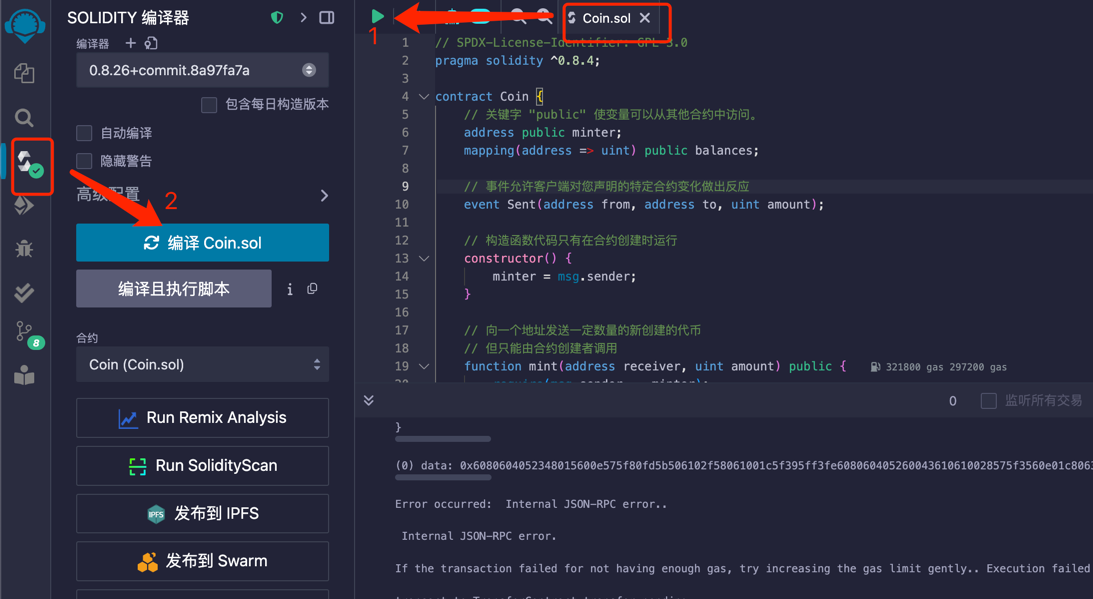 SOLIDITY 编译器
编译器
0.8.26+commit.8a97fa7a
包含每日构造版本
自动编译
隐藏警告
高级配置
2
编译 Coin.sol
编译且执行脚本
i
合约
Coin (Coin.sol)
Run Remix Analysis
Run SolidityScan
IPFS
发布到 IPFS
发布到 Swarm
8
1
Coin.sol
1 // SPDX-License-Identifier: GPL-3.0
2 pragma solidity ^0.8.4;
3
4 contract Coin {
5 // 关键字 "public" 使变量可以从其他合约中访问。
6 address public minter;
7 mapping(address => uint) public balances;
8
9 // 事件允许客户端对您声明的特定合约变化做出反应
10 event Sent(address from, address to, uint amount);
11
12 // 构造函数代码只有在合约创建时运行
13 constructor() {
14 minter = msg.sender;
15 }
16
17 // 向一个地址发送一定数量的新创建的代币
18 // 但只能由合约创建者调用
19 function mint(address receiver, uint amount) public { 321800 gas 297200 gas
0
监听所有交易
}
(0) data: 0x6080604052348015600e575f80fd5b506102f58061001c5f395ff3fe608060405260043610610028575f3560e01c8063
Error occurred: Internal JSON-RPC error..
Internal JSON-RPC error.
If the transaction failed for not having enough gas, try increasing the gas limit gently.. Execution failed